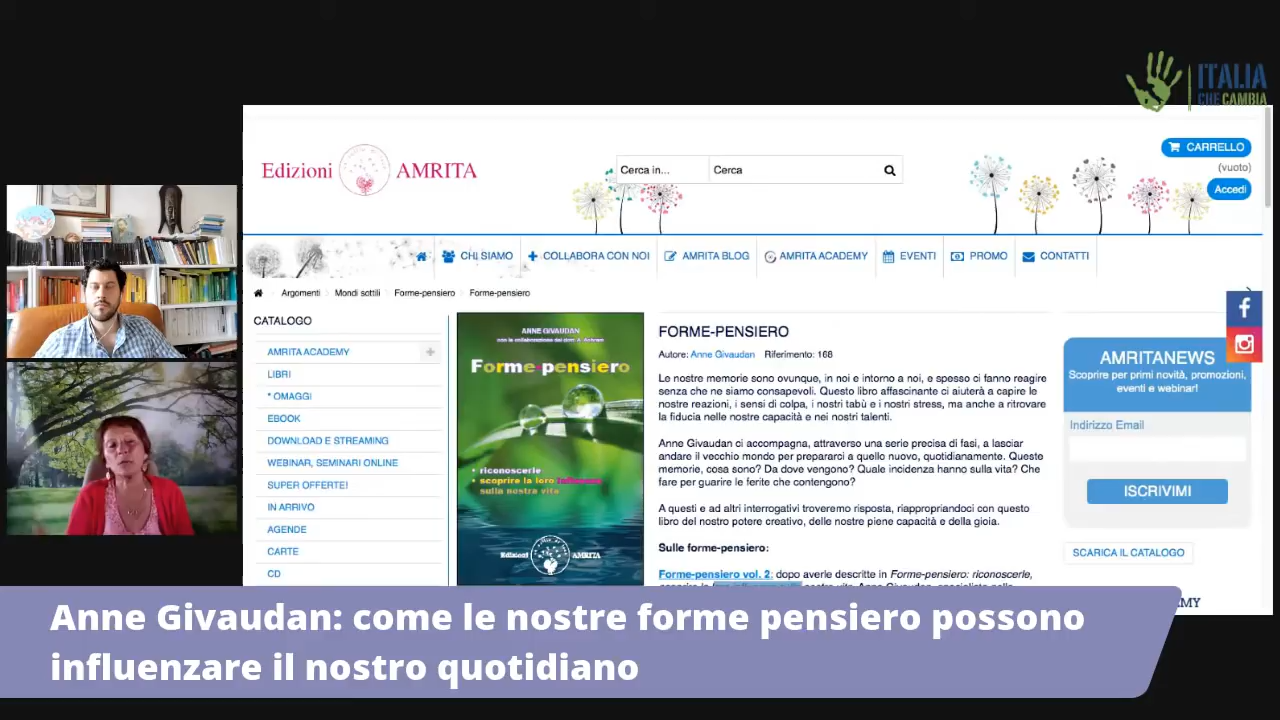 ITALIA
CHE CAMBIA
Edizioni AMRITA
Cerca in...
Cerca
CARRELLO
(vuoto)
Accedi
CHI SIAMO
COLLABORA CON NOI
AMRITA BLOG
AMRITA ACADEMY
EVENTI
PROMO
CONTATTI
Argomenti
Mondi sottili
Forme-pensiero
Forme-pensiero
CATALOGO
AMRITA ACADEMY
LIBRI
* OMAGGI
EBOOK
DOWNLOAD E STREAMING
WEBINAR, SEMINARI ONLINE
SUPER OFFERTE!
IN ARRIVO
AGENDE
CARTE
CD
ANNE GIVAUDAN
Forme-pensiero
• riconoscerle
• scoprire la loro influenza
sulla nostra vita
Edizioni AMRITA
FORME-PENSIERO
Autore: Anne Givaudan Riferimento: 168
Le nostre memorie sono ovunque, in noi e intorno a noi, e spesso ci fanno reagire
senza che ne siamo consapevoli. Questo libro affascinante ci aiuterà a capire le
nostre reazioni, i sensi di colpa, i nostri tabù e i nostri stress, ma anche a ritrovare
la fiducia nelle nostre capacità e nei nostri talenti.
Anne Givaudan ci accompagna, attraverso una serie precisa di fasi, a lasciar
andare il vecchio mondo per prepararci a quello nuovo, quotidianamente. Queste
memorie, cosa sono? Da dove vengono? Quale incidenza hanno sulla vita? Che
fare per guarire le ferite che contengono?
A questi e ad altri interrogativi troveremo risposta, riappropriandoci con questo
libro del nostro potere creativo, delle nostre piene capacità e della gioia.
Sulle forme-pensiero:
Forme-pensiero vol. 2: dopo averle descritte in Forme-pensiero: riconoscerle,
AMRITANEWS
Scoprire per primi novità, promozioni,
eventi e webinar!
Indirizzo Email
ISCRIVIMI
SCARICA IL CATALOGO
Anne Givaudan: come le nostre forme pensiero possono
influenzare il nostro quotidiano